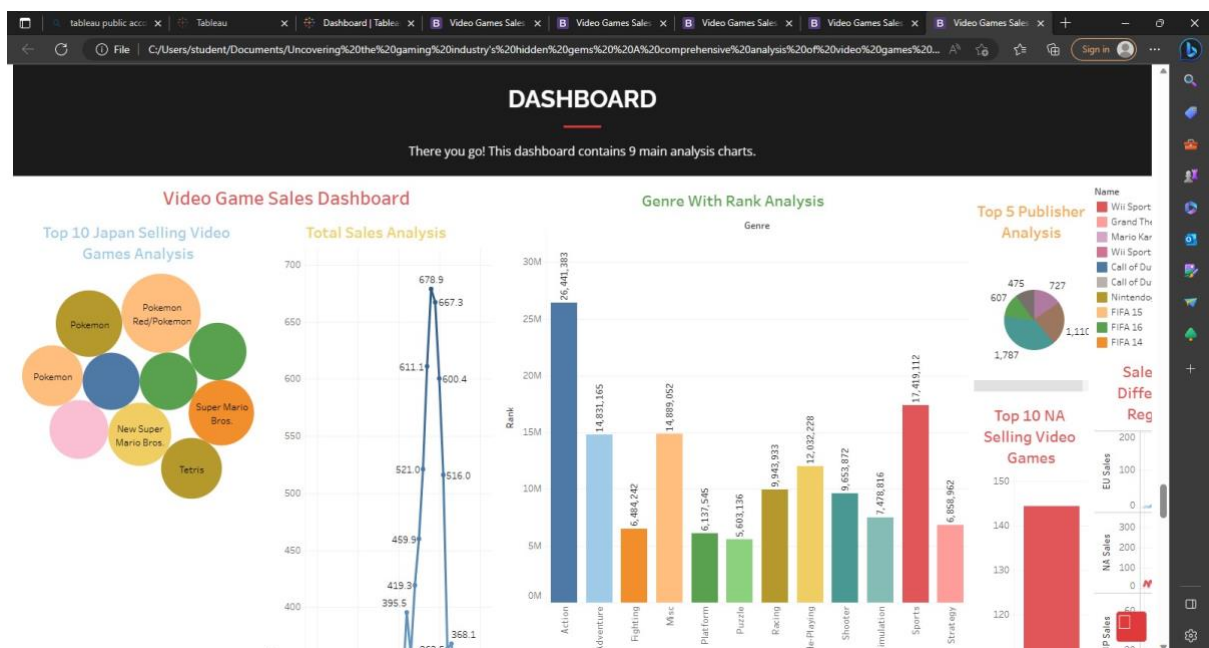 tableau public acco
Tableau
Dashboard | Tablea
Video Games Sales
Video Games Sales
Video Games Sales
Video Games Sales
Video Games Sales
File
C:/Users/student/Documents/Uncovering%20the%20gaming%20industry's%20hidden%20gems%20%20A%20comprehensive%20analysis%20of%20video%20games%20...
Sign in
DASHBOARD
There you go! This dashboard contains 9 main analysis charts.
Video Game Sales Dashboard
Top 10 Japan Selling Video
Games Analysis
Pokemon
Pokemon
Red/Pokemon
Pokemon
Super Mario
Bros.
New Super
Mario Bros.
Tetris
Total Sales Analysis
700
650
600
550
500
450
400
678.9
667.3
611.1
600.4
521.0
516.0
459.9
419.3
395.5
368.1
Genre With Rank Analysis
Genre
Rank
30M
25M
20M
15M
10M
5M
0M
26,441,383
14,831,165
6,484,242
14,889,052
6,137,545
5,603,136
9,943,933
12,032,228
9,653,872
7,478,816
17,419,112
6,858,962
Action
Adventure
Fighting
Misc
Platform
Puzzle
Racing
le-Playing
Shooter
imulation
Sports
Strategy
Top 5 Publisher
Analysis
475
727
607
1,110
1,787
Name
Wii Sport
Grand The
Mario Kar
Wii Sport
Call of Du
Call of Du
Nintendo
FIFA 15
FIFA 16
FIFA 14
Top 10 NA
Selling Video
Games
150
140
130
120
Sale
Diffe
Reg
EU Sales
200
100
0
NA Sales
300
200
100
0
P Sales
60